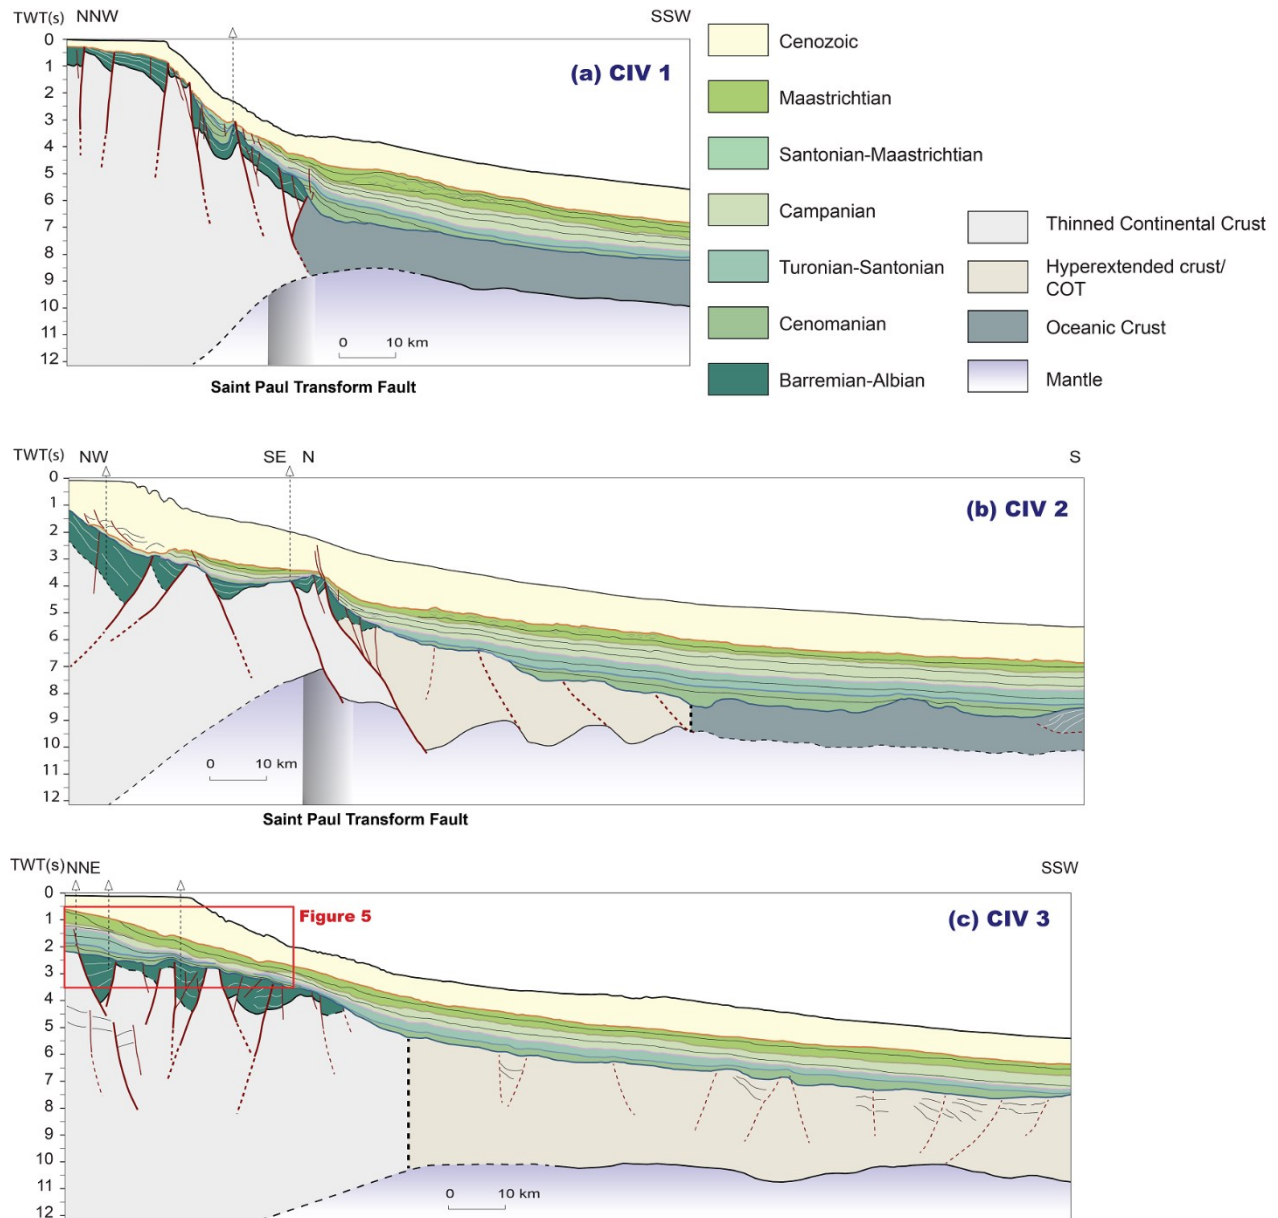 TWT(s) NNW SSW
0
1
2
3
4
5
6
7
8
9
10
11
12
(a) CIV 1
0 10 km
Saint Paul Transform Fault
Cenozoic
Maastrichtian
Santonian-Maastrichtian
Campanian
Turonian-Santonian
Cenomanian
Barremian-Albian
Thinned Continental Crust
Hyperextended crust/
COT
Oceanic Crust
Mantle
TWT(s) NW SE N S
0
1
2
3
4
5
6
7
8
9
10
11
12
(b) CIV 2
0 10 km
Saint Paul Transform Fault
TWT(s) NNE SSW
0
1
2
3
4
5
6
7
8
9
10
11
12
Figure 5
(c) CIV 3
0 10 km